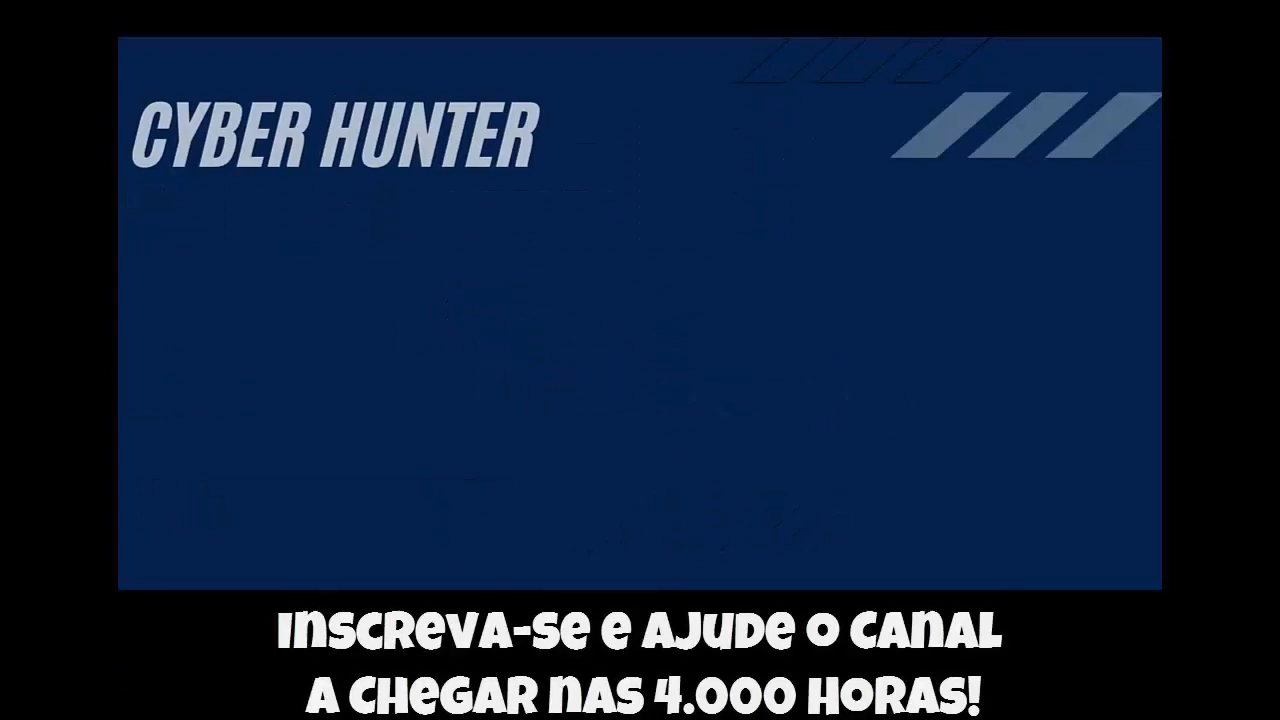 CYBER HUNTER
Inscreva-se e ajude o canal
a chegar nas 4.000 horas!